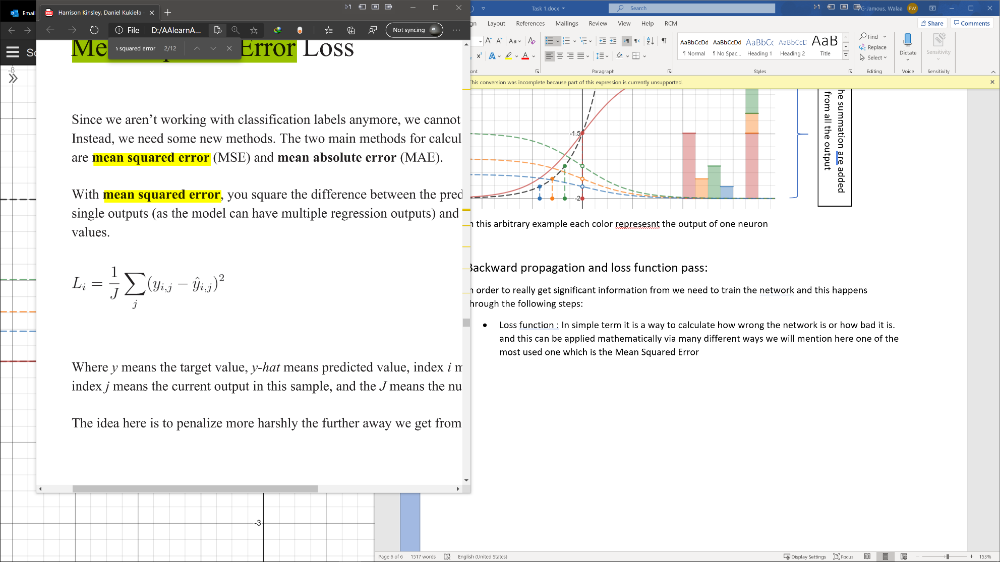 Email
Harrison Kinsley, Daniel Kukieła
File
D:/AAlearnA...
Not syncing
squared error 2/12
Error Loss
Since we aren’t working with classification labels anymore, we cannot
Instead, we need some new methods. The two main methods for calcul
are mean squared error (MSE) and mean absolute error (MAE).
With mean squared error, you square the difference between the pred
single outputs (as the model can have multiple regression outputs) and
values.
L_i = 1/J ∑_j (y_{i,j} − ŷ_{i,j})^2
Where y means the target value, y-hat means predicted value, index i m
index j means the current output in this sample, and the J means the nu
The idea here is to penalize more harshly the further away we get from
-8
-3
Task 1.docx
Search
PG-Jamous, Walaa
PW
Layout References Mailings Review View Help RCM
Share
Comments
AaBbCcDd AaBbCcDd AaBbCc AaBbCcD AaB
¶ Normal ¶ No Spac... Heading 1 Heading 2 Title
Find
Replace
Select
Dictate
Sensitivity
Paragraph Styles Editing Voice Sensitivity
his conversion was incomplete because part of this expression is currently unsupported.
-1.5
-2
he summation are added
from all the output
n this arbitrary example each color represesnt the output of one neuron
Backward propagation and loss function pass:
n order to really get significant information from we need to train the network and this happens
hrough the following steps:
• Loss function : In simple term it is a way to calculate how wrong the network is or how bad it is.
and this can be applied mathematically via many different ways we will mention here one of the
most used one which is the Mean Squared Error
Page 6 of 6 1517 words English (United States)
Display Settings Focus 153%